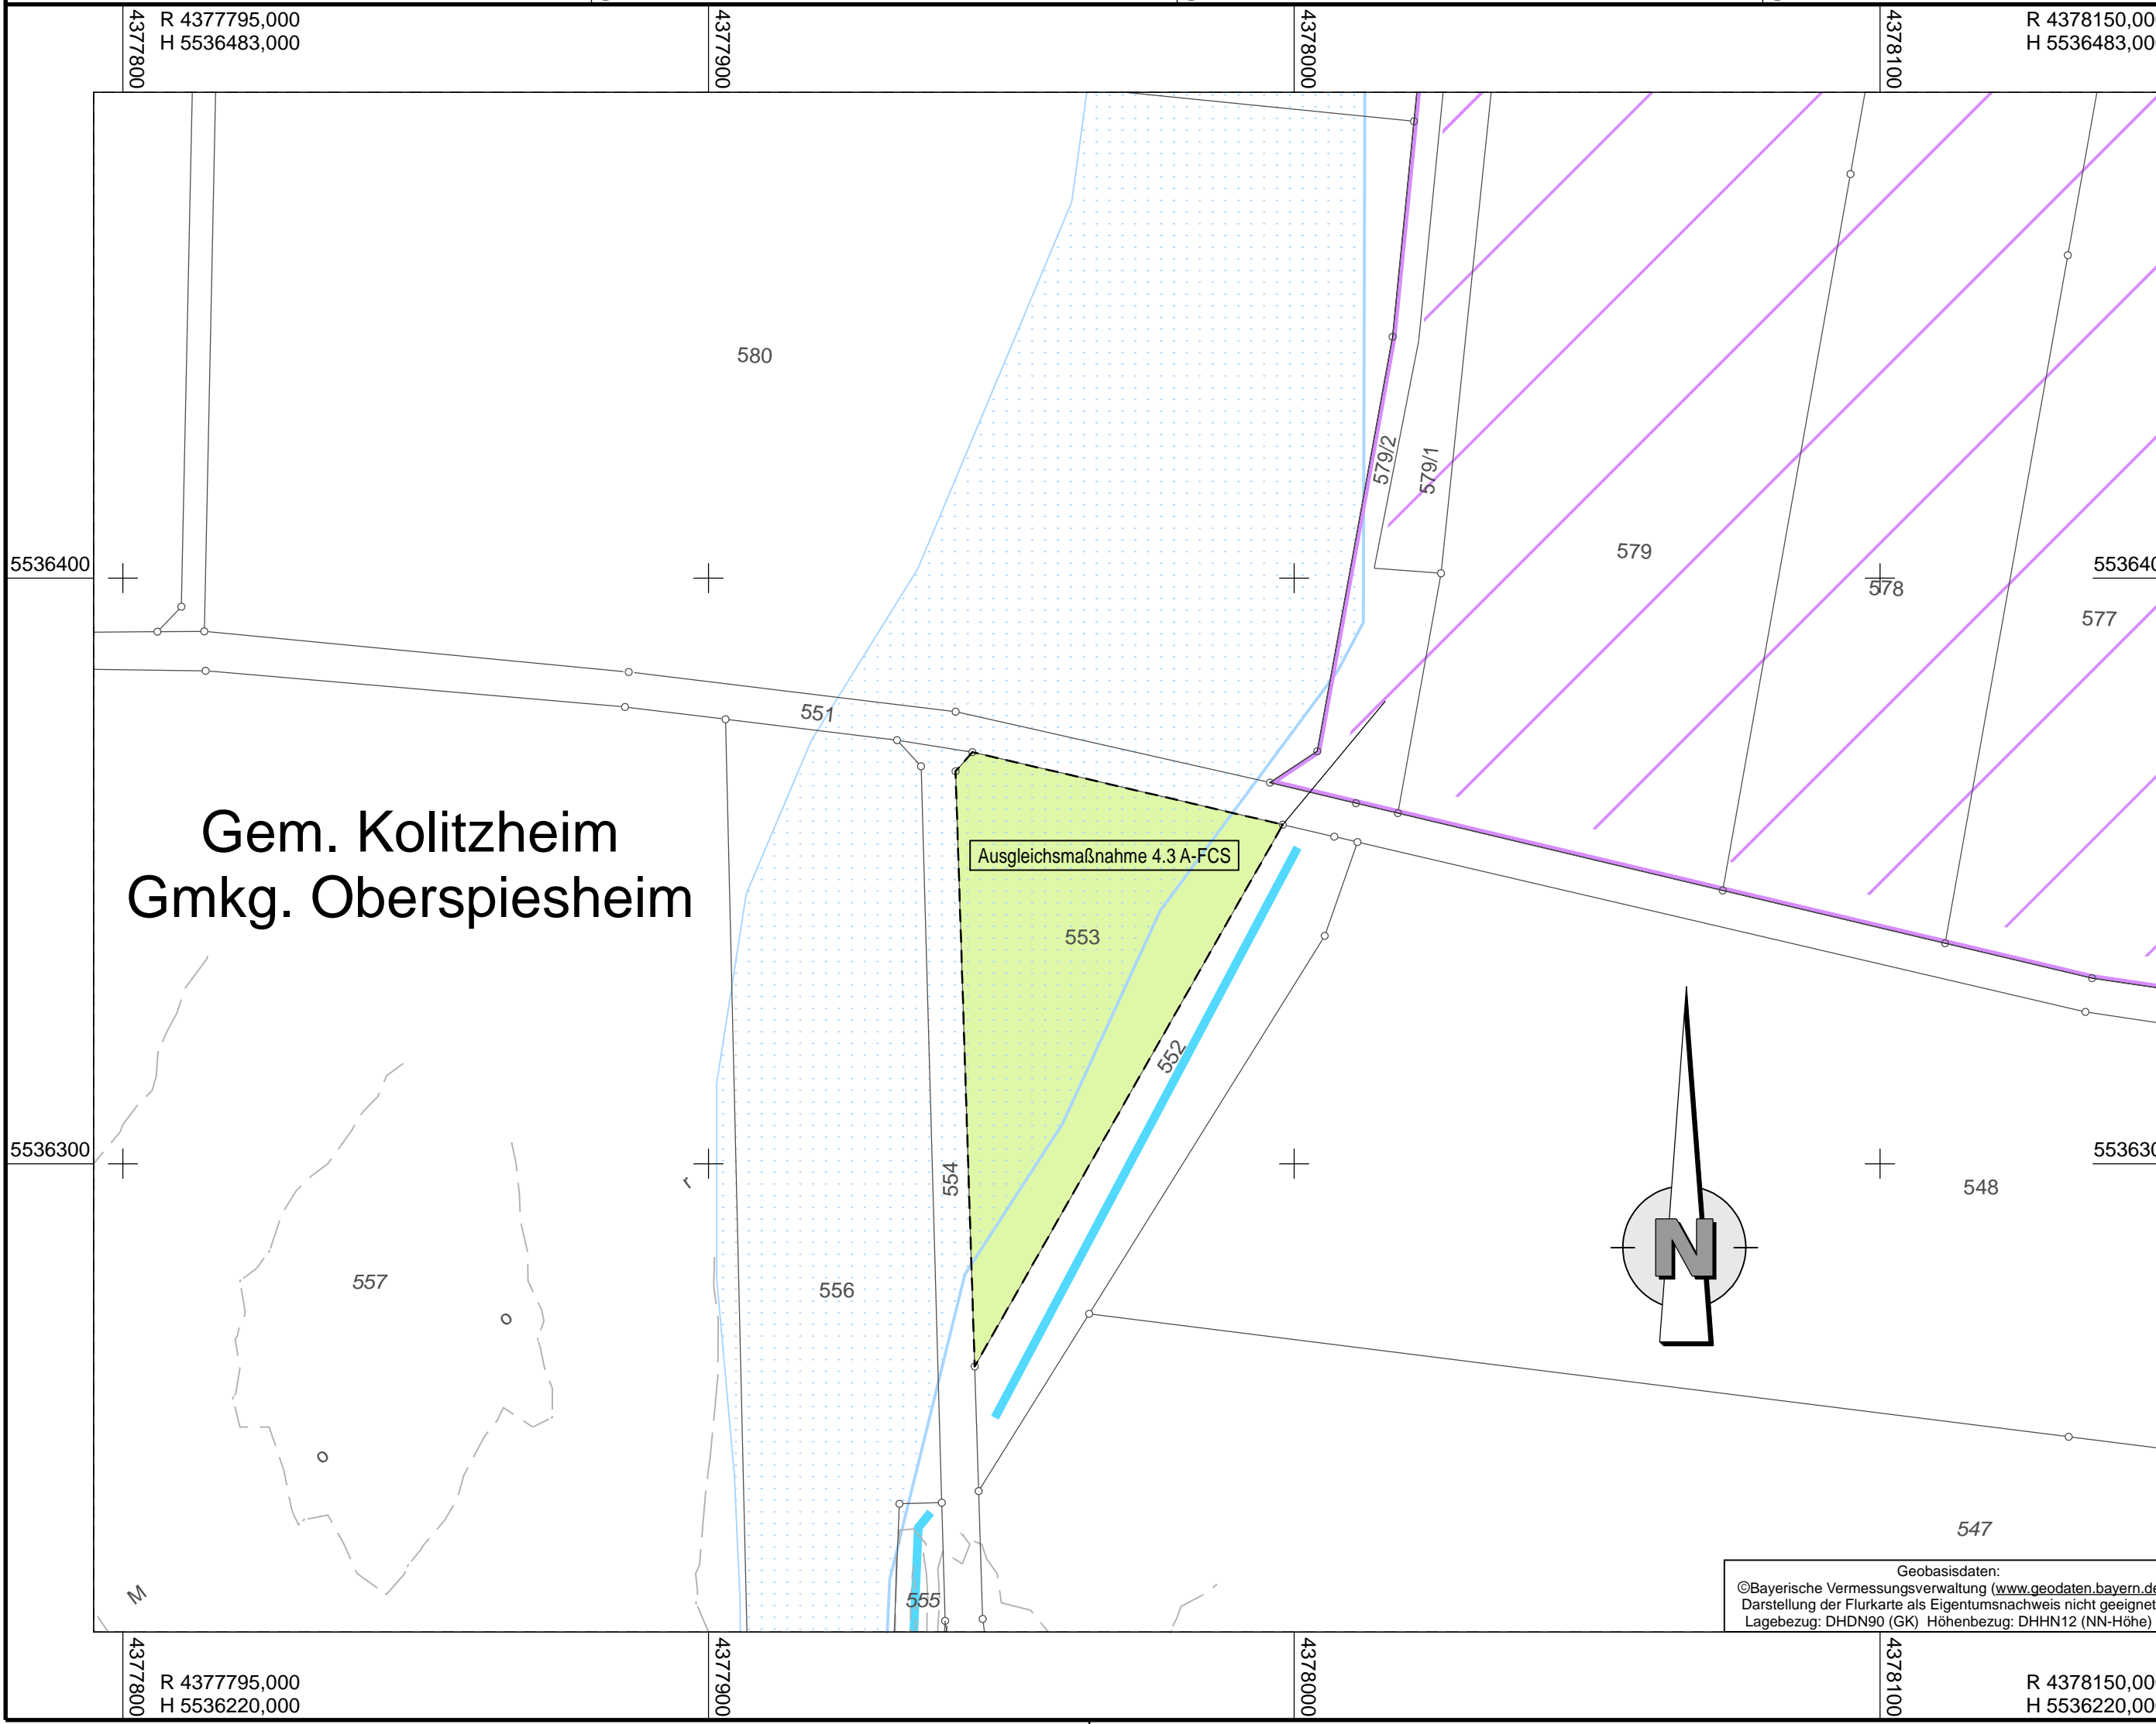 4377800
R 4377795,000
H 5536483,000
4377900
4378000
4378100
R 4378150,00
H 5536483,00
580
579/2
579/1
579
578
577
5536400
55364
551
Gem. Kolitzheim
Gmkg. Oberspiesheim
Ausgleichsmaßnahme 4.3 A-FCS
553
552
5536300
55363
554
r
548
N
557
556
o
o
547
M
555
Geobasisdaten:
©Bayerische Vermessungsverwaltung (www.geodaten.bayern.de
Darstellung der Flurkarte als Eigentumsnachweis nicht geeignet
Lagebezug: DHDN90 (GK) Höhenbezug: DHHN12 (NN-Höhe)
4377800
R 4377795,000
H 5536220,000
4377900
4378000
4378100
R 4378150,00
H 5536220,00